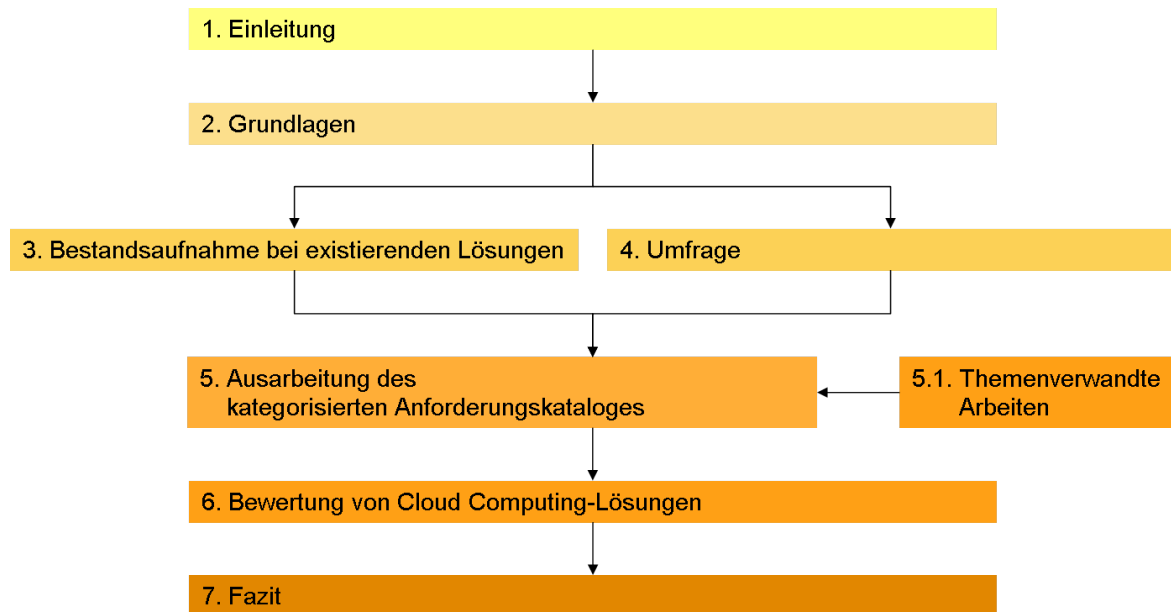 1. Einleitung
2. Grundlagen
3. Bestandsaufnahme bei existierenden Lösungen
4. Umfrage
5. Ausarbeitung des
kategorisierten Anforderungskataloges
5.1. Themenverwandte
Arbeiten
6. Bewertung von Cloud Computing-Lösungen
7. Fazit